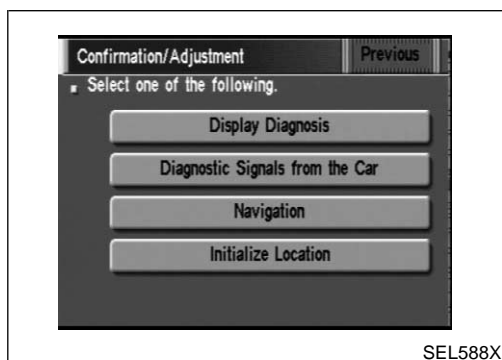 Confirmation/Adjustment Previous
Select one of the following.
Display Diagnosis
Diagnostic Signals from the Car
Navigation
Initialize Location
SEL588X